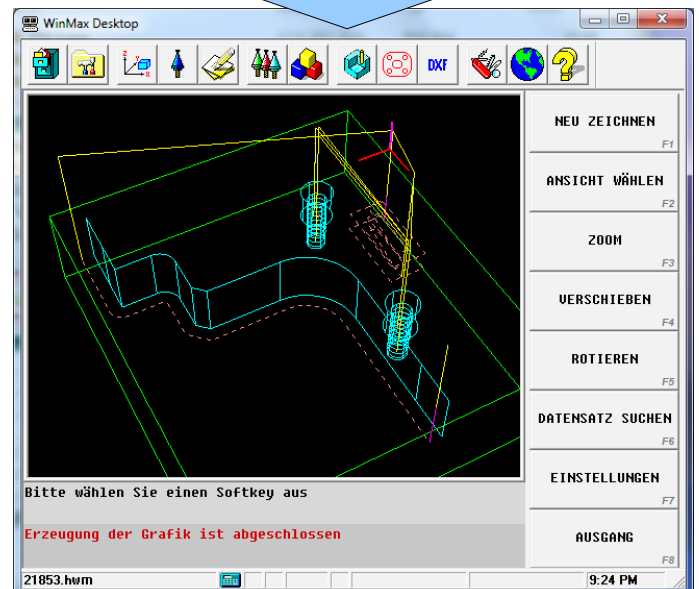 WinMax Desktop
DXF
NEU ZEICHNEN
F1
ANSICHT WÄHLEN
F2
ZOOM
F3
VERSCHIEBEN
F4
ROTIEREN
F5
DATENSATZ SUCHEN
F6
EINSTELLUNGEN
F7
AUSGANG
F8
Bitte wählen Sie einen Softkey aus
Erzeugung der Grafik ist abgeschlossen
21853.hwm
9:24 PM